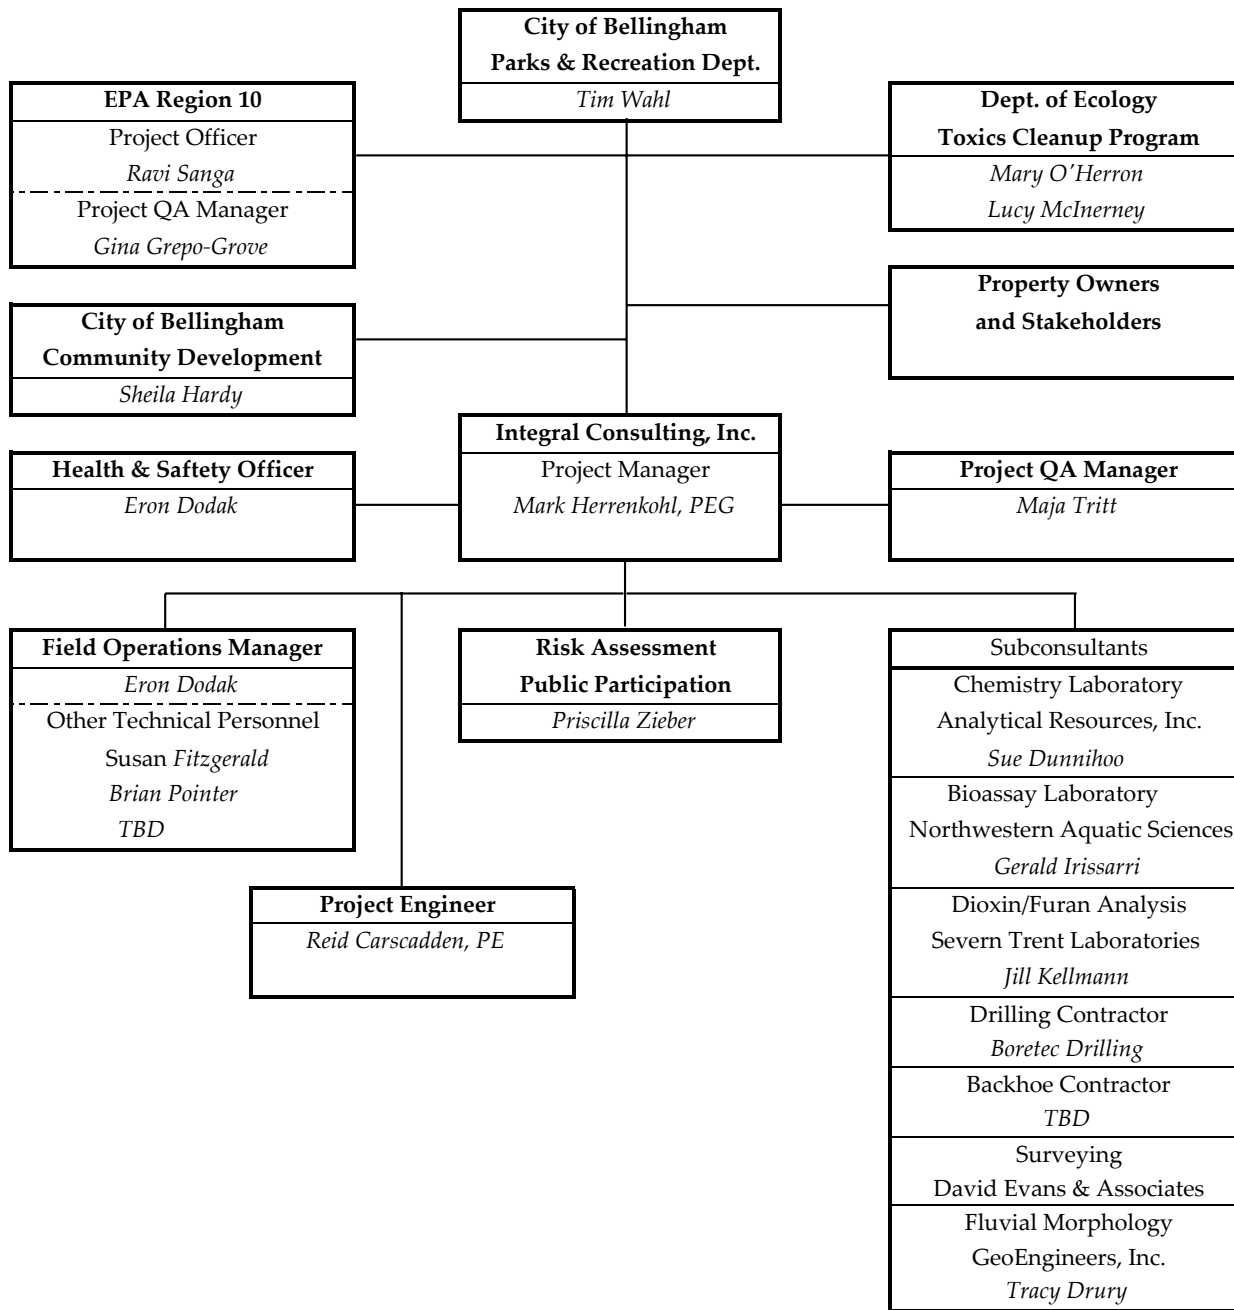 City of Bellingham
Parks & Recreation Dept.
Tim Wahl
EPA Region 10
Project Officer
Ravi Sanga
Project QA Manager
Gina Grepo-Grove
Dept. of Ecology
Toxics Cleanup Program
Mary O'Herron
Lucy McInerney
Property Owners
and Stakeholders
City of Bellingham
Community Development
Sheila Hardy
Integral Consulting, Inc.
Project Manager
Mark Herrenkohl, PEG
Health & Saftety Officer
Eron Dodak
Project QA Manager
Maja Tritt
Field Operations Manager
Eron Dodak
Other Technical Personnel
Susan Fitzgerald
Brian Pointer
TBD
Risk Assessment
Public Participation
Priscilla Zieber
Project Engineer
Reid Carscadden, PE
Subconsultants
Chemistry Laboratory
Analytical Resources, Inc.
Sue Dunnihoo
Bioassay Laboratory
Northwestern Aquatic Sciences
Gerald Irissarri
Dioxin/Furan Analysis
Severn Trent Laboratories
Jill Kellmann
Drilling Contractor
Boretec Drilling
Backhoe Contractor
TBD
Surveying
David Evans & Associates
Fluvial Morphology
GeoEngineers, Inc.
Tracy Drury